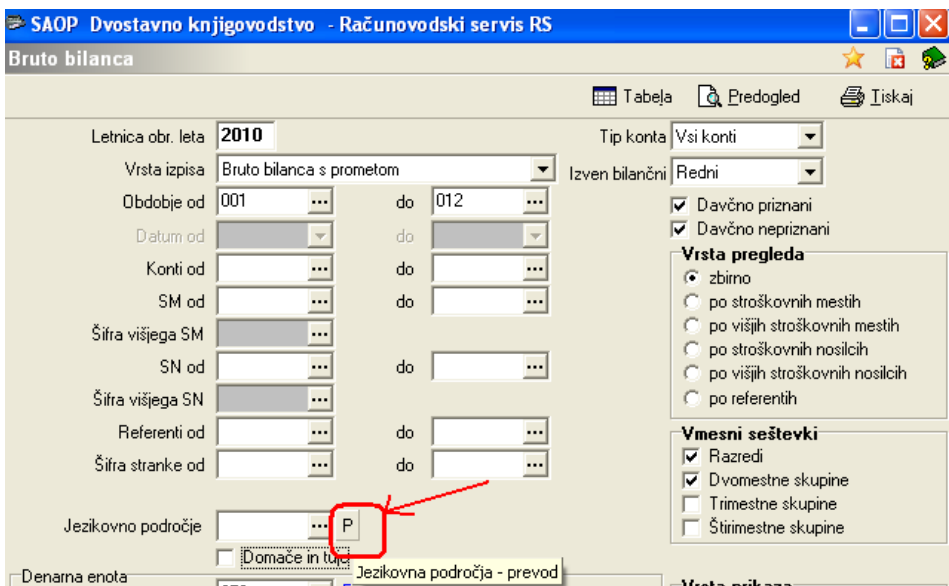 SAOP Dvostavno knjigovodstvo - Računovodski servis RS
Bruto bilanca
Tabela Predogled Tiskaj
Letnica obr. leta 2010 Tip konta Vsi konti
Vrsta izpisa Bruto bilanca s prometom Izven bilančni Redni
Obdobje od 001 ... do 012 ... Davčno priznani
Datum od do Davčno nepriznani
Vrsta pregleda
Konti od ... do ... zbirno
SM od ... do ... po stroškovnih mestih
Šifra višjega SM ... po višjih stroškovnih mestih
po stroškovnih nosilcih
SN od ... do ... po višjih stroškovnih nosilcih
Šifra višjega SN ... po referentih
Referenti od ... do ... Vmesni seštevki
Šifra stranke od ... do ... Razredi
Dvomestne skupine
Trimestne skupine
Jezikovno področje ... P Štirimestne skupine
Domače in tuje
Jezikovna področja - prevod
Denarna enota Vrsta prikaza